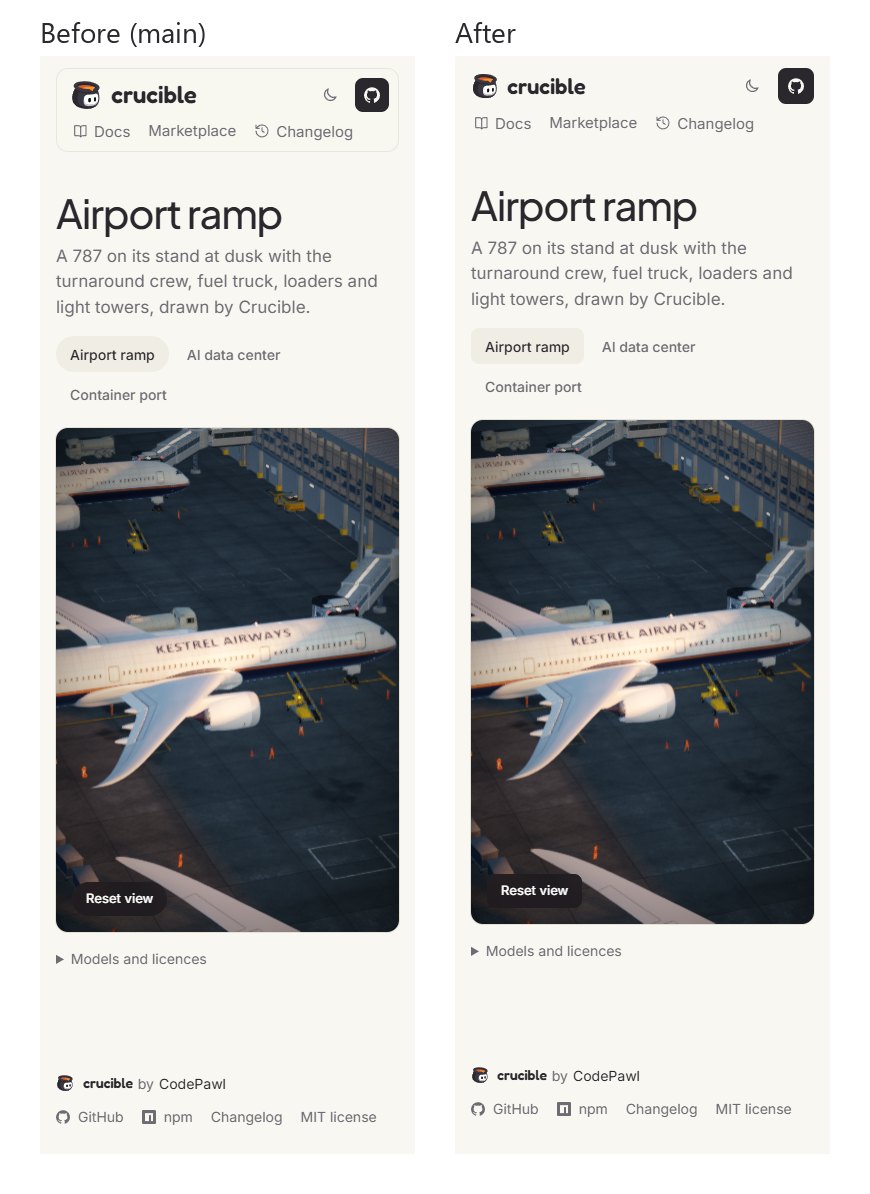 Before (main)
crucible
Docs Marketplace Changelog
Airport ramp
A 787 on its stand at dusk with the
turnaround crew, fuel truck, loaders and
light towers, drawn by Crucible.
Airport ramp AI data center
Container port
AIRWAYS
KESTREL AIRWAYS
Reset view
Models and licences
crucible by CodePawl
GitHub npm Changelog MIT license
After
crucible
Docs Marketplace Changelog
Airport ramp
A 787 on its stand at dusk with the
turnaround crew, fuel truck, loaders and
light towers, drawn by Crucible.
Airport ramp AI data center
Container port
AIRWAYS
KESTREL AIRWAYS
Reset view
Models and licences
crucible by CodePawl
GitHub npm Changelog MIT license